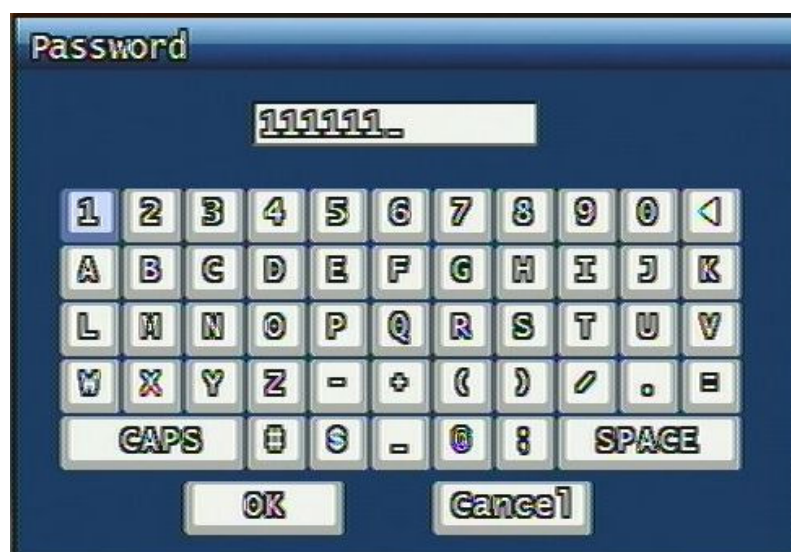 Password
111111_
1 2 3 4 5 6 7 8 9 0 ◁
A B C D E F G H I J K
L M N O P Q R S T U V
W X Y Z - + ( ) / . =
CAPS # $ _ @ : SPACE
OK Cancel